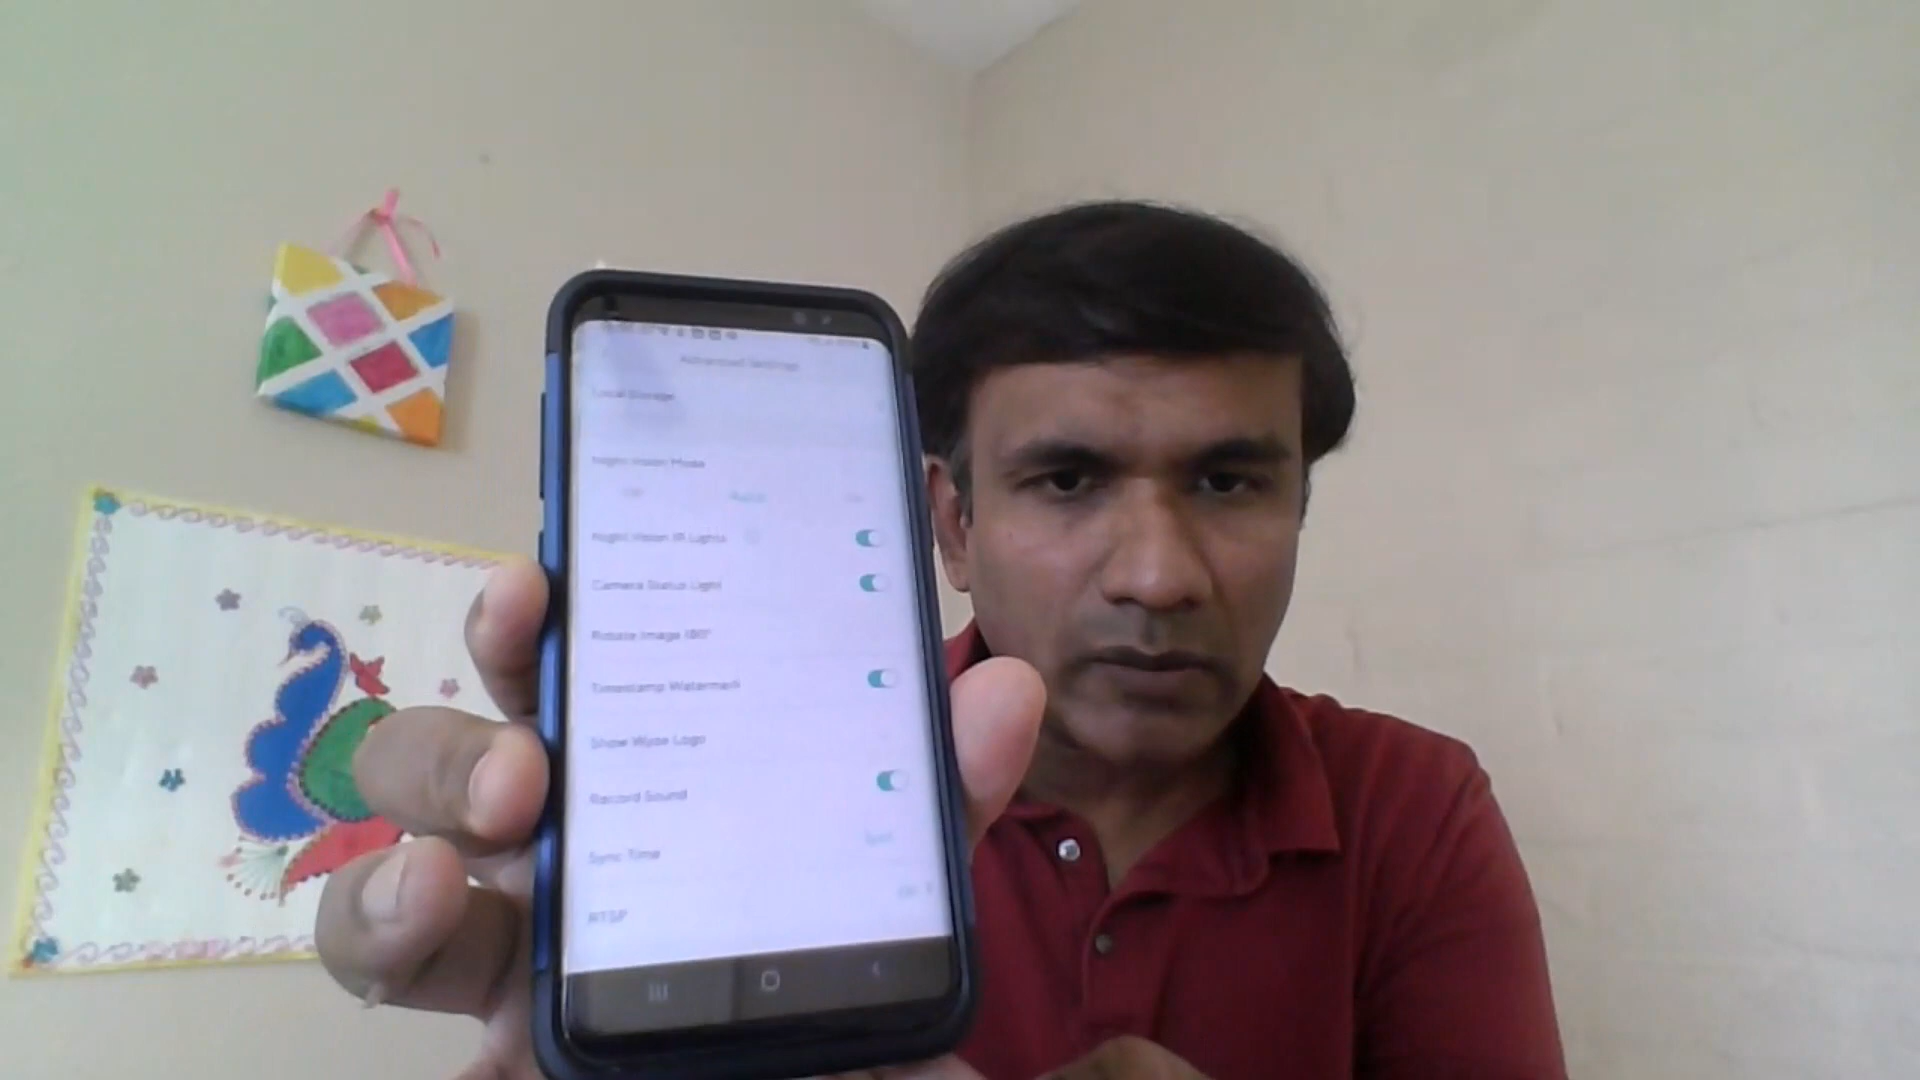 Advanced Settings
Local Storage
Night Vision Mode
Auto
Night Vision IR Lights
Camera Status Light
Rotate Image 180°
Timestamp Watermark
Show Wyze Logo
Record Sound
Sync Time
Sync
RTSP